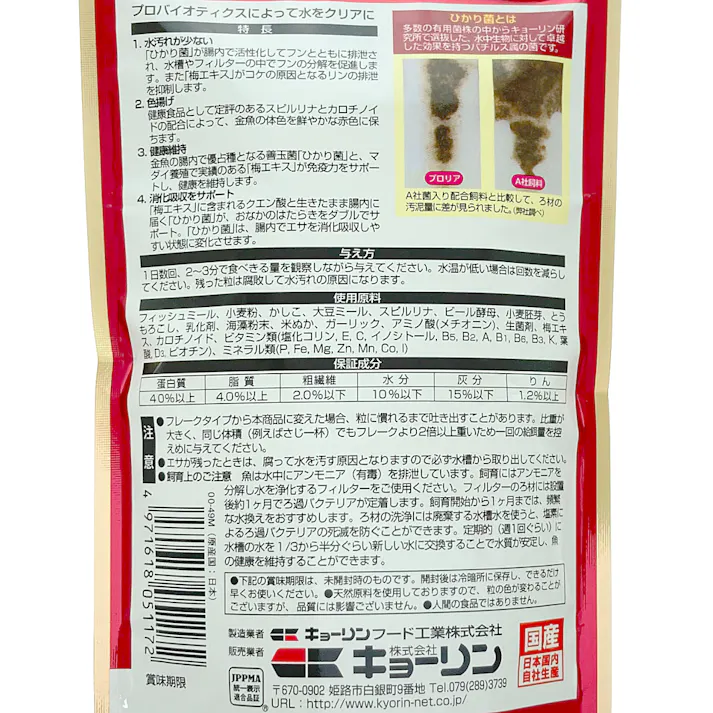 プロバイオティクスによって水をクリアに
特長
1. 水汚れが少ない
「ひかり菌」が腸内で活性化してフンとともに排泄さ
れ、水槽やフィルターの中でフンの分解を促進しま
す。また「梅エキス」がコケの原因となるリンの排泄
を抑制します。
2. 色揚げ
健康食品として定評のあるスピルリナとカロチノイ
ドの配合によって、金魚の体色を鮮やかな赤色に保
ちます。
3. 健康維持
金魚の腸内で優占種となる善玉菌「ひかり菌」と、マ
ダイ養殖で実績のある「梅エキス」が免疫力をサポー
トし、健康を維持します。
4. 消化吸収をサポート
「梅エキス」に含まれるクエン酸と生きたまま腸内に
届く「ひかり菌」が、おなかのはたらきをダブルでサ
ポート。「ひかり菌」は、腸内でエサを消化吸収しや
すい状態に変化させます。
ひかり菌とは
多数の有用菌株の中からキョーリン研
究所で選抜した、水中生物に対して卓越
した効果を持つバチルス属の菌です。
プロリア
A社飼料
A社菌入り配合飼料と比較して、ろ材の
汚泥量に差が見られました。(弊社調べ)
与え方
1日数回、2〜3分で食べきる量を観察しながら与えてください。水温が低い場合は回数を減らし
てください。残った粒は腐敗して水汚れの原因になります。
使用原料
フィッシュミール、小麦粉、かしこ、大豆ミール、スピルリナ、ビール酵母、小麦胚芽、とう
もろこし、乳化剤、海藻粉末、米ぬか、ガーリック、アミノ酸(メチオニン)、生菌剤、梅エキ
ス、カロチノイド、ビタミン類(塩化コリン, E, C, イノシトール, B5, B2, A, B1, B6, B3, K, 葉
酸, D3, ビオチン)、ミネラル類(P, Fe, Mg, Zn, Mn, Co, I)
保証成分
蛋白質 脂質 粗繊維 水分 灰分 りん
40%以上 4.0%以上 2.0%以下 10%以下 15%以下 1.2%以上
注意
●フレークタイプから本商品に変えた場合、粒に慣れるまで吐き出すことがあります。比重が
大きく、同じ体積(例えばさじ一杯)でもフレークより2倍以上重いため一回の給餌量を控
えめに与えてください。
●エサが残ったときは、腐って水を汚す原因となりますので必ず水槽から取り出してください。
●飼育上のご注意 魚は水中にアンモニア(有毒)を排泄しています。飼育にはアンモニアを
分解し水を浄化するフィルターをご使用ください。フィルターのろ材には設置
後約1ヶ月でろ過バクテリアが定着します。飼育開始から1ヶ月までは、頻繁
な水換えをおすすめします。ろ材の洗浄には廃棄する水槽水を使うと、塩素に
よるろ過バクテリアの死滅を防ぐことができます。定期的(週1回ぐらい)に
水槽の水を1/3から半分ぐらい新しい水に交換することで水質が安定し、魚
の健康を維持することができます。
●下記の賞味期限は、未開封時のものです。開封後は冷暗所に保存し、できるだけ
早くお使いください。●天然原料を使用しておりますので、粒の色が変わることが
ございますが、品質には影響ございません。●人間の食品ではありません。
00-49M(原産国:日本)
4 971618 051172
賞味期限
製造業者 キョーリンフード工業株式会社
販売業者 株式会社キョーリン
JPPMA
統一表示
適合品証
〒670-0902 姫路市白銀町9番地 Tel.079(289)3739
URL:http://www.kyorin-net.co.jp/
国産
日本国内
自社生産